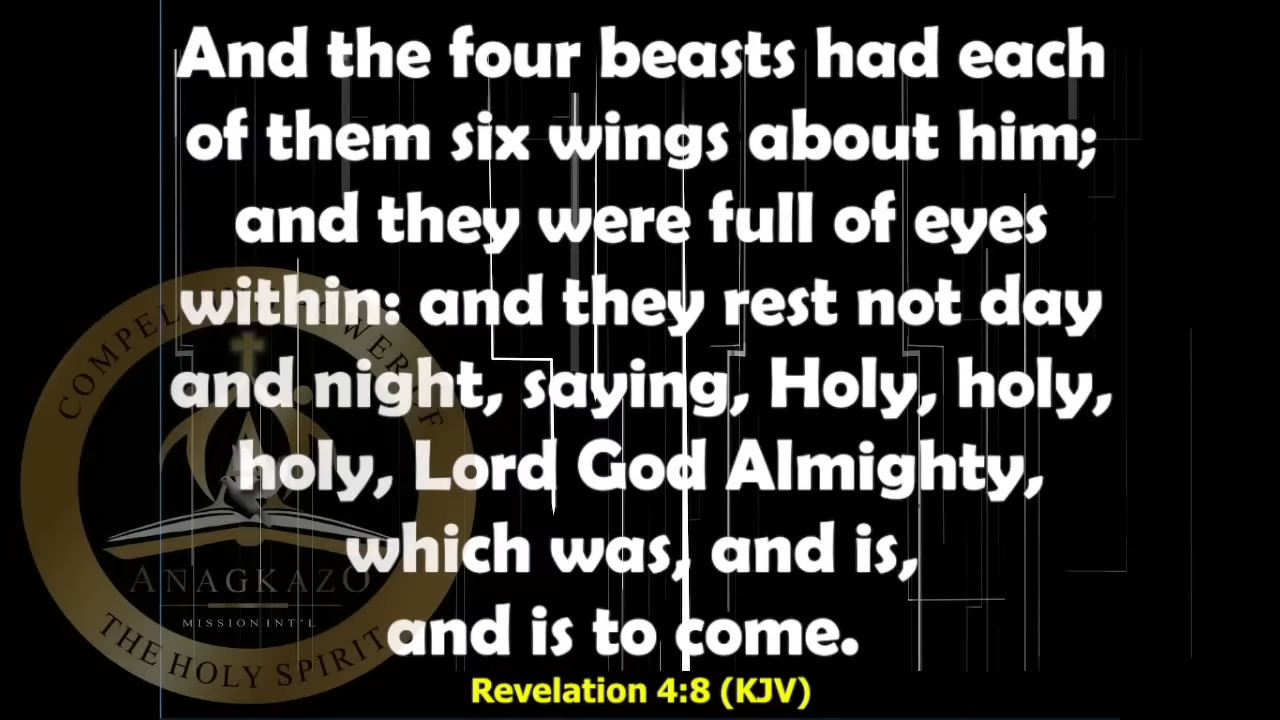 And the four beasts had each
of them six wings about him;
and they were full of eyes
within: and they rest not day
and night, saying, Holy, holy,
holy, Lord God Almighty,
which was, and is,
and is to come.
Revelation 4:8 (KJV)
ANAGKAZO
MISSION INT'L
THE HOLY SPIRIT